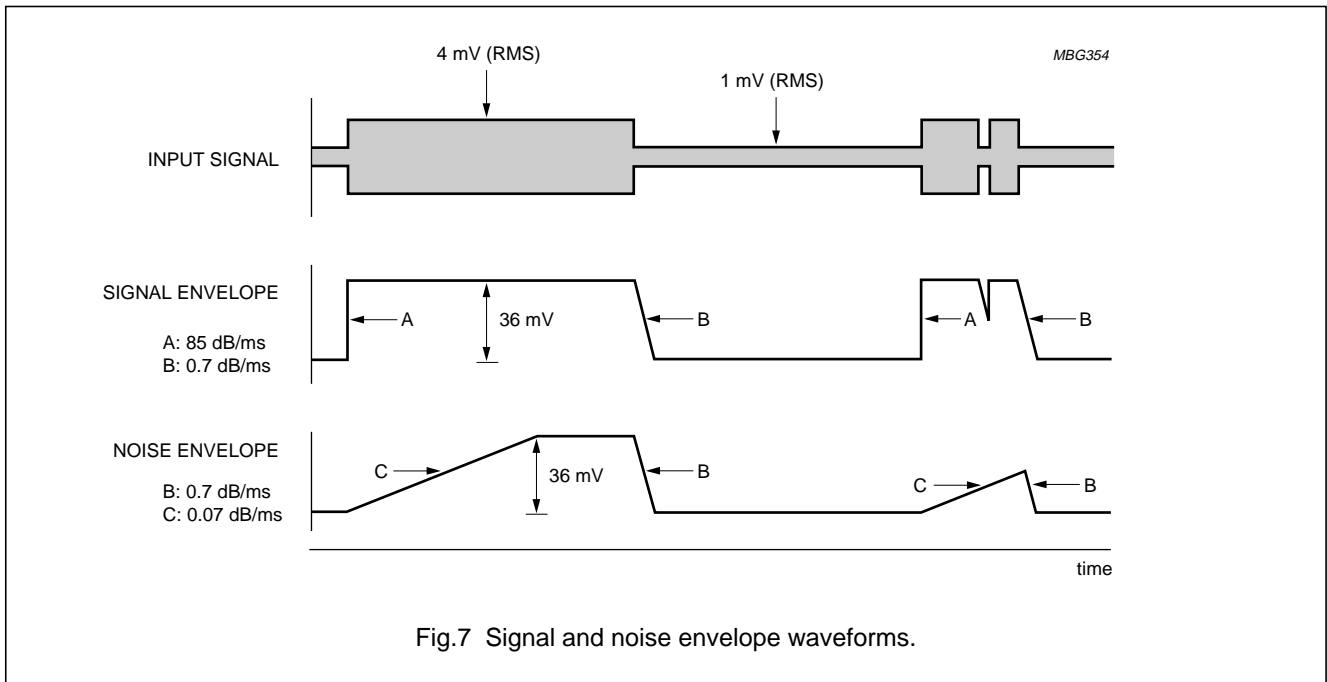 4 mV (RMS)
MBG354
1 mV (RMS)
INPUT SIGNAL
SIGNAL ENVELOPE
A
36 mV
B
A
B
A: 85 dB/ms
B: 0.7 dB/ms
NOISE ENVELOPE
C
36 mV
B
C
B
B: 0.7 dB/ms
C: 0.07 dB/ms
time
Fig.7 Signal and noise envelope waveforms.